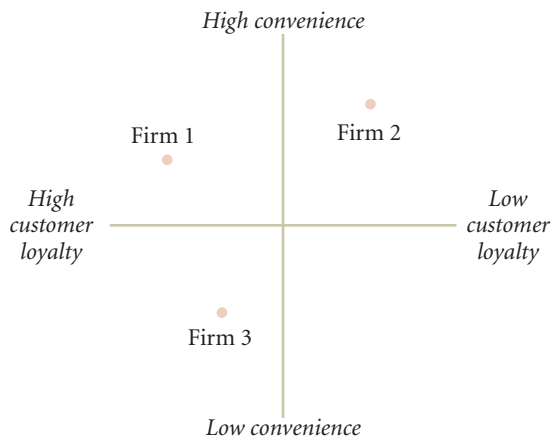 High convenience
Firm 1
Firm 2
High
customer
loyalty
Low
customer
loyalty
Firm 3
Low convenience